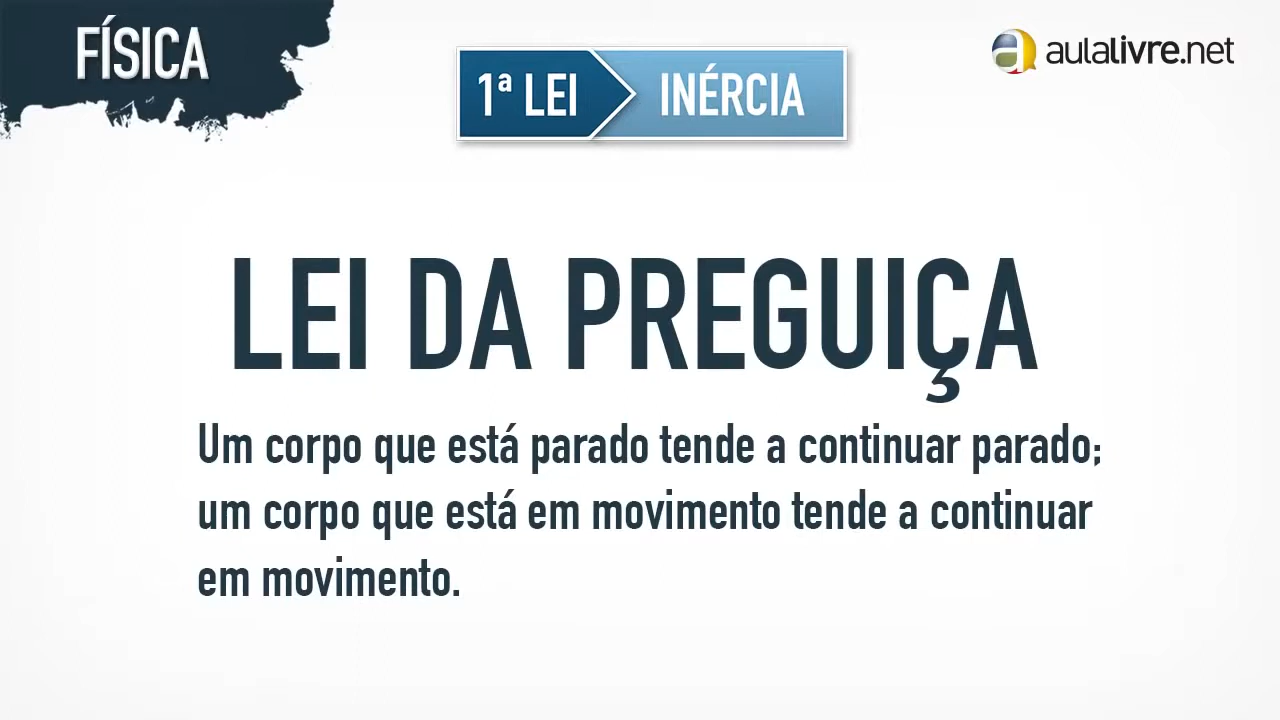 FÍSICA
1ª LEI
INÉRCIA
aulalivre.net
LEI DA PREGUIÇA
Um corpo que está parado tende a continuar parado;
um corpo que está em movimento tende a continuar
em movimento.